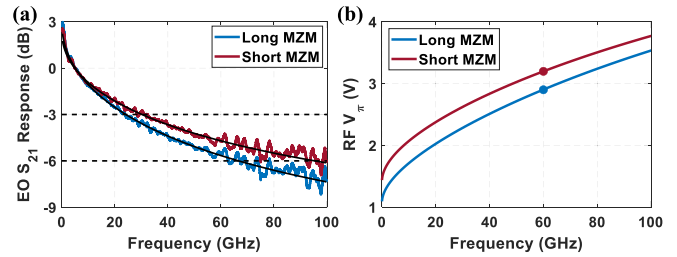 (a)
EO S21 Response (dB)
3
0
-3
-6
-9
Long MZM
Short MZM
0
20
40
60
80
100
Frequency (GHz)
(b)
RF Vπ (V)
4
3
2
1
Long MZM
Short MZM
0
20
40
60
80
100
Frequency (GHz)